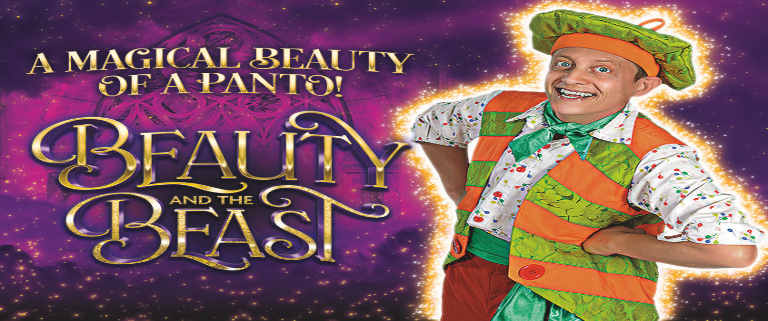 A MAGICAL BEAUTY
OF A PANTO!
BEAUTY
AND THE
BEAST